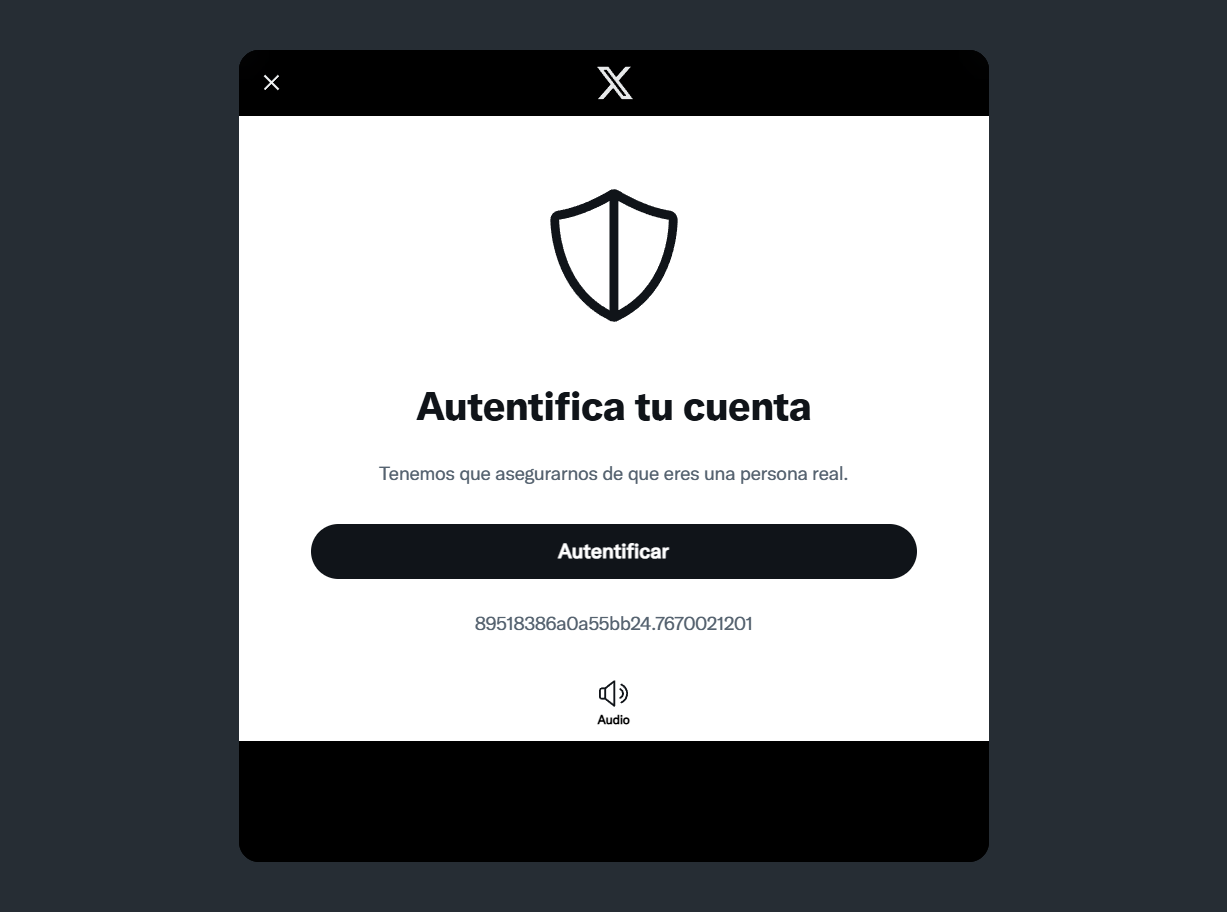 Autentifica tu cuenta
Tenemos que asegurarnos de que eres una persona real.
Autentificar
89518386a0a55bb24.7670021201
Audio